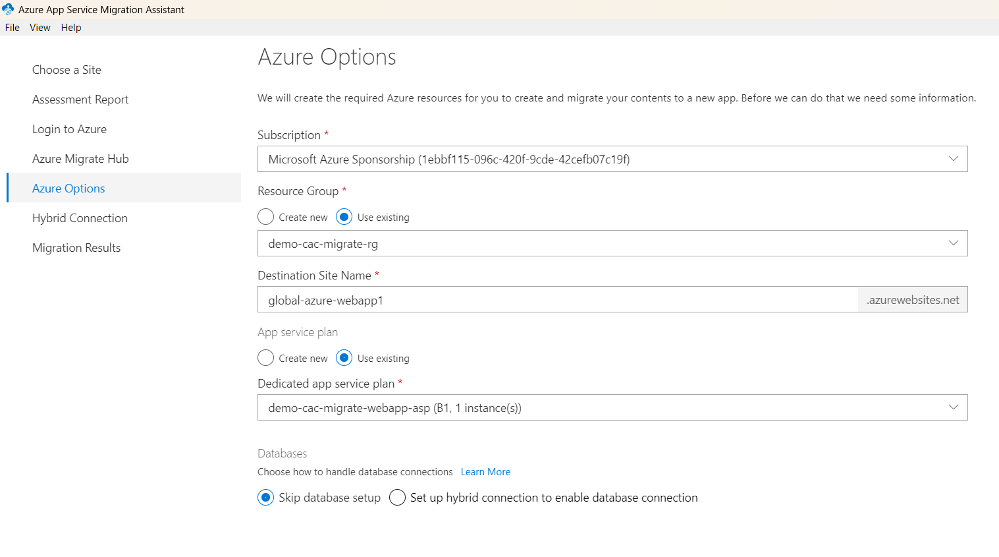 Azure App Service Migration Assistant
File View Help
Choose a Site
Assessment Report
Login to Azure
Azure Migrate Hub
Azure Options
Hybrid Connection
Migration Results
Azure Options
We will create the required Azure resources for you to create and migrate your contents to a new app. Before we can do that we need some information.
Subscription *
Microsoft Azure Sponsorship (1ebbf115-096c-420f-9cde-42cefb07c19f)
Resource Group *
Create new Use existing
demo-cac-migrate-rg
Destination Site Name *
global-azure-webapp1 .azurewebsites.net
App service plan
Create new Use existing
Dedicated app service plan *
demo-cac-migrate-webapp-asp (B1, 1 instance(s))
Databases
Choose how to handle database connections Learn More
Skip database setup Set up hybrid connection to enable database connection